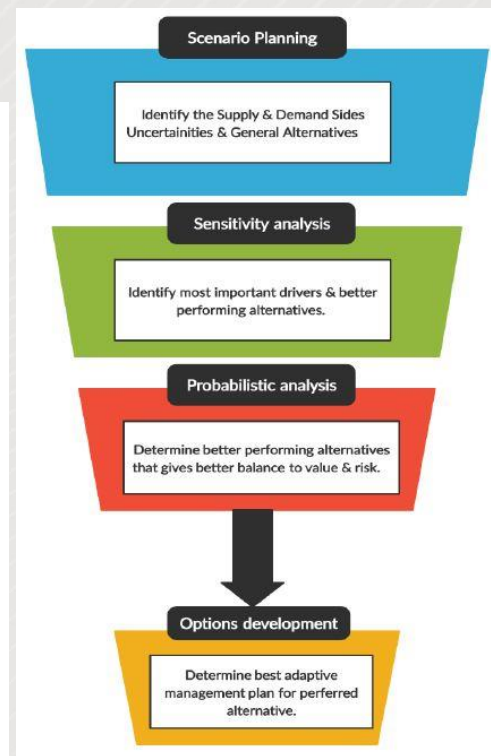 Scenario Planning
Identify the Supply & Demand Sides
Uncertainities & General Alternatives
Sensitivity analysis
Identify most important drivers & better
performing alternatives.
Probabilistic analysis
Determine better performing alternatives
that gives better balance to value & risk.
Options development
Determine best adaptive
management plan for perferred
alternative.